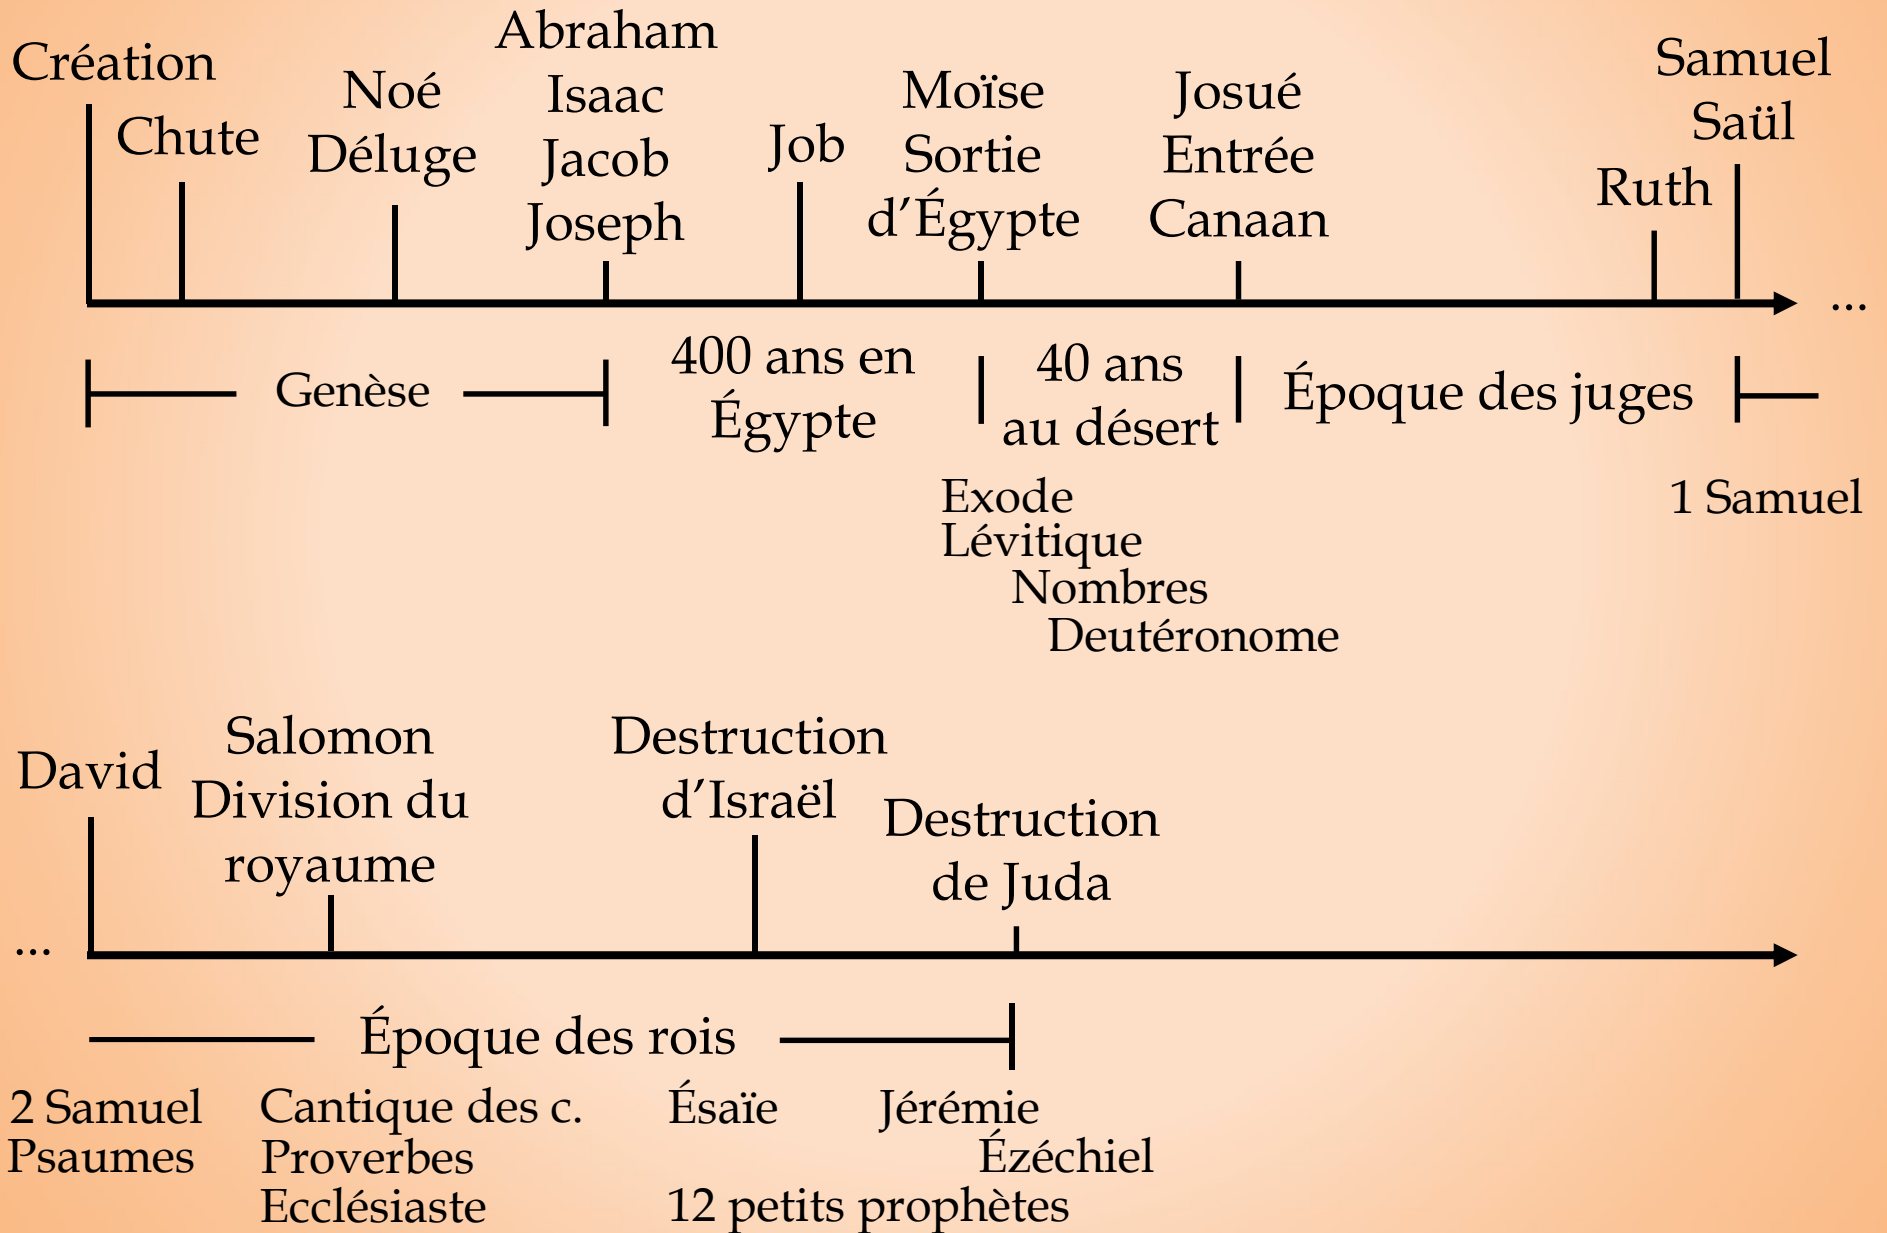 Création
Chute
Noé
Déluge
Abraham
Isaac
Jacob
Joseph
Job
Moïse
Sortie
d’Égypte
Josué
Entrée
Canaan
Ruth
Samuel
Saül
...
Genèse
400 ans en
Égypte
40 ans
au désert
Époque des juges
Exode
Lévitique
Nombres
Deutéronome
1 Samuel
...
David
Salomon
Division du
royaume
Destruction
d’Israël
Destruction
de Juda
Époque des rois
2 Samuel
Psaumes
Cantique des c.
Proverbes
Ecclésiaste
Ésaïe
Jérémie
Ézéchiel
12 petits prophètes